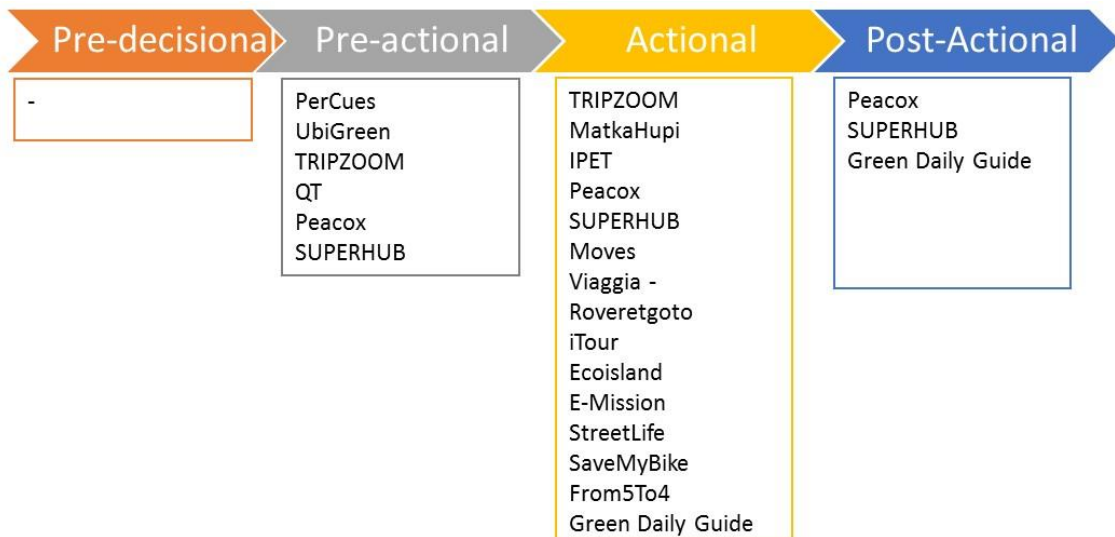 Pre-decisional
Pre-actional
Actional
Post-Actional
-
PerCues
UbiGreen
TRIPZOOM
QT
Peacox
SUPERHUB
TRIPZOOM
MatkaHupi
IPET
Peacox
SUPERHUB
Moves
Viaggia -
Roveretgoto
iTour
Ecoisland
E-Mission
StreetLife
SaveMyBike
From5To4
Green Daily Guide
Peacox
SUPERHUB
Green Daily Guide